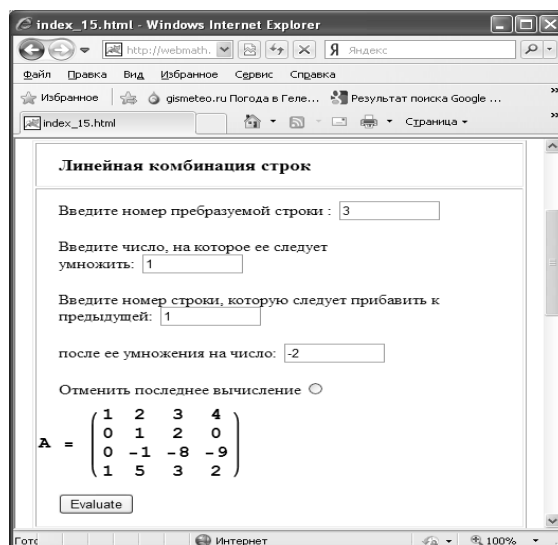 index_15.html - Windows Internet Explorer
http://webmath. Яндекс
Файл Правка Вид Избранное Сервис Справка
Избранное gismeteo.ru Погода в Геле... Результат поиска Google ...
index_15.html Страница
Линейная комбинация строк
Введите номер пребразуемой строки : 3
Введите число, на которое ее следует
умножить: 1
Введите номер строки, которую следует прибавить к
предыдущей: 1
после ее умножения на число: -2
Отменить последнее вычисление
1 2 3 4
0 1 2 0
A = 0 -1 -8 -9
1 5 3 2
Evaluate
Готс Интернет 100%